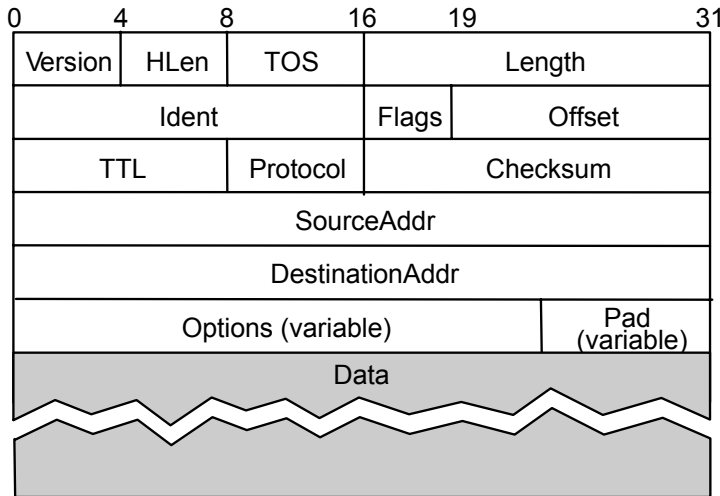 0 4 8 16 19 31
Version HLen TOS Length
Ident Flags Offset
TTL Protocol Checksum
SourceAddr
DestinationAddr
Options (variable) Pad
(variable)
Data